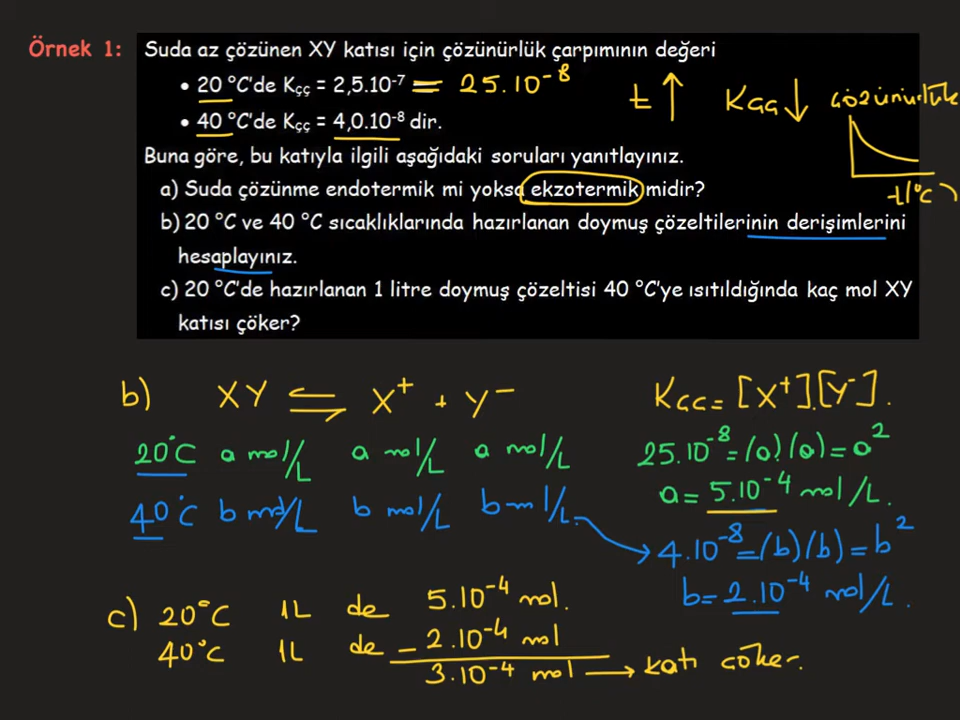 Örnek 1: Suda az çözünen XY katısı için çözünürlük çarpımının değeri
• 20 °C'de Kçç = 2,5.10⁻⁷ = 25.10⁻⁸
• 40 °C'de Kçç = 4,0.10⁻⁸ dir.
t ↑ Kçç ↓ çözünürlük
t(°C)
Buna göre, bu katıyla ilgili aşağıdaki soruları yanıtlayınız.
a) Suda çözünme endotermik mi yoksa ekzotermik midir?
b) 20 °C ve 40 °C sıcaklıklarında hazırlanan doymuş çözeltilerinin derişimlerini
hesaplayınız.
c) 20 °C'de hazırlanan 1 litre doymuş çözeltisi 40 °C'ye ısıtıldığında kaç mol XY
katısı çöker?
b) XY ⇌ X⁺ + Y⁻
20°C a mol/L a mol/L a mol/L
40°C b mol/L b mol/L b mol/L
Kçç = [X⁺].[Y⁻].
25.10⁻⁸ = (a).(a) = a²
a = 5.10⁻⁴ mol/L.
4.10⁻⁸ = (b)(b) = b²
b = 2.10⁻⁴ mol/L.
c) 20°C 1L de 5.10⁻⁴ mol.
40°C 1L de – 2.10⁻⁴ mol
3.10⁻⁴ mol → katı çöker.